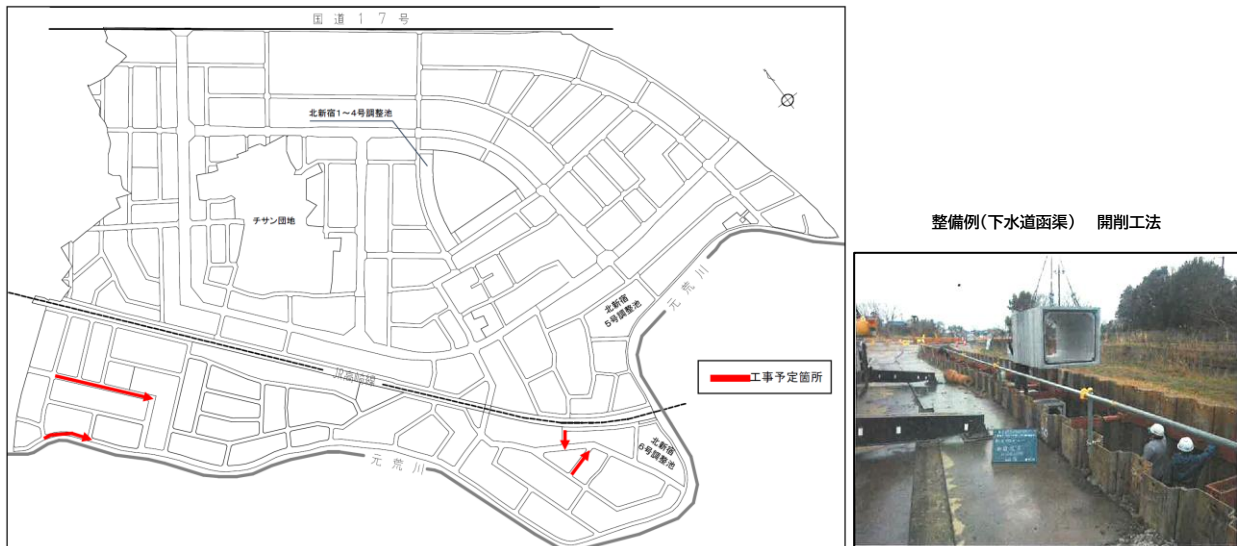 国道17号
北新宿1~4号調整池
チサン団地
元荒川
北新宿
5号調整池
JR高崎線
工事予定箇所
北新宿
6号調整池
元荒川
整備例(下水道函渠) 開削工法